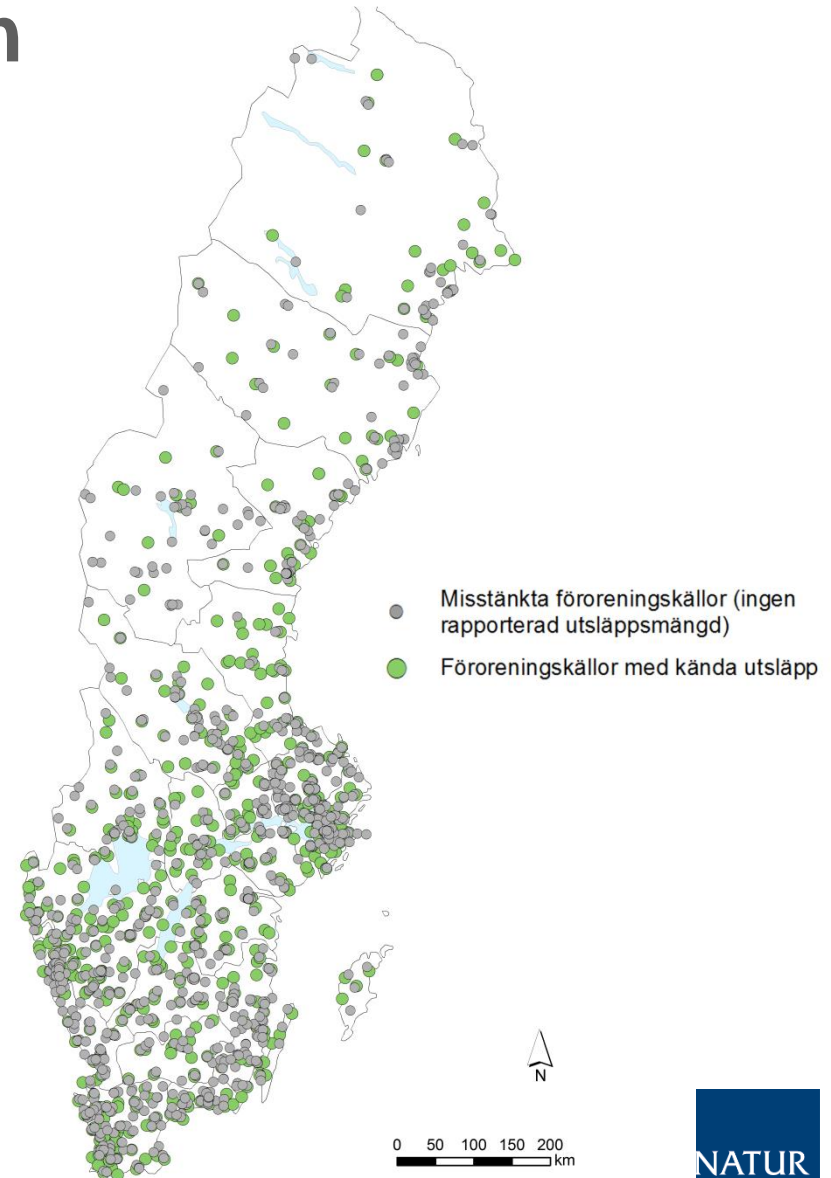 n
Misstänkta föroreningskällor (ingen
rapporterad utsläppsmängd)
Föroreningskällor med kända utsläpp
N
0 50 100 150 200
km
NATUR